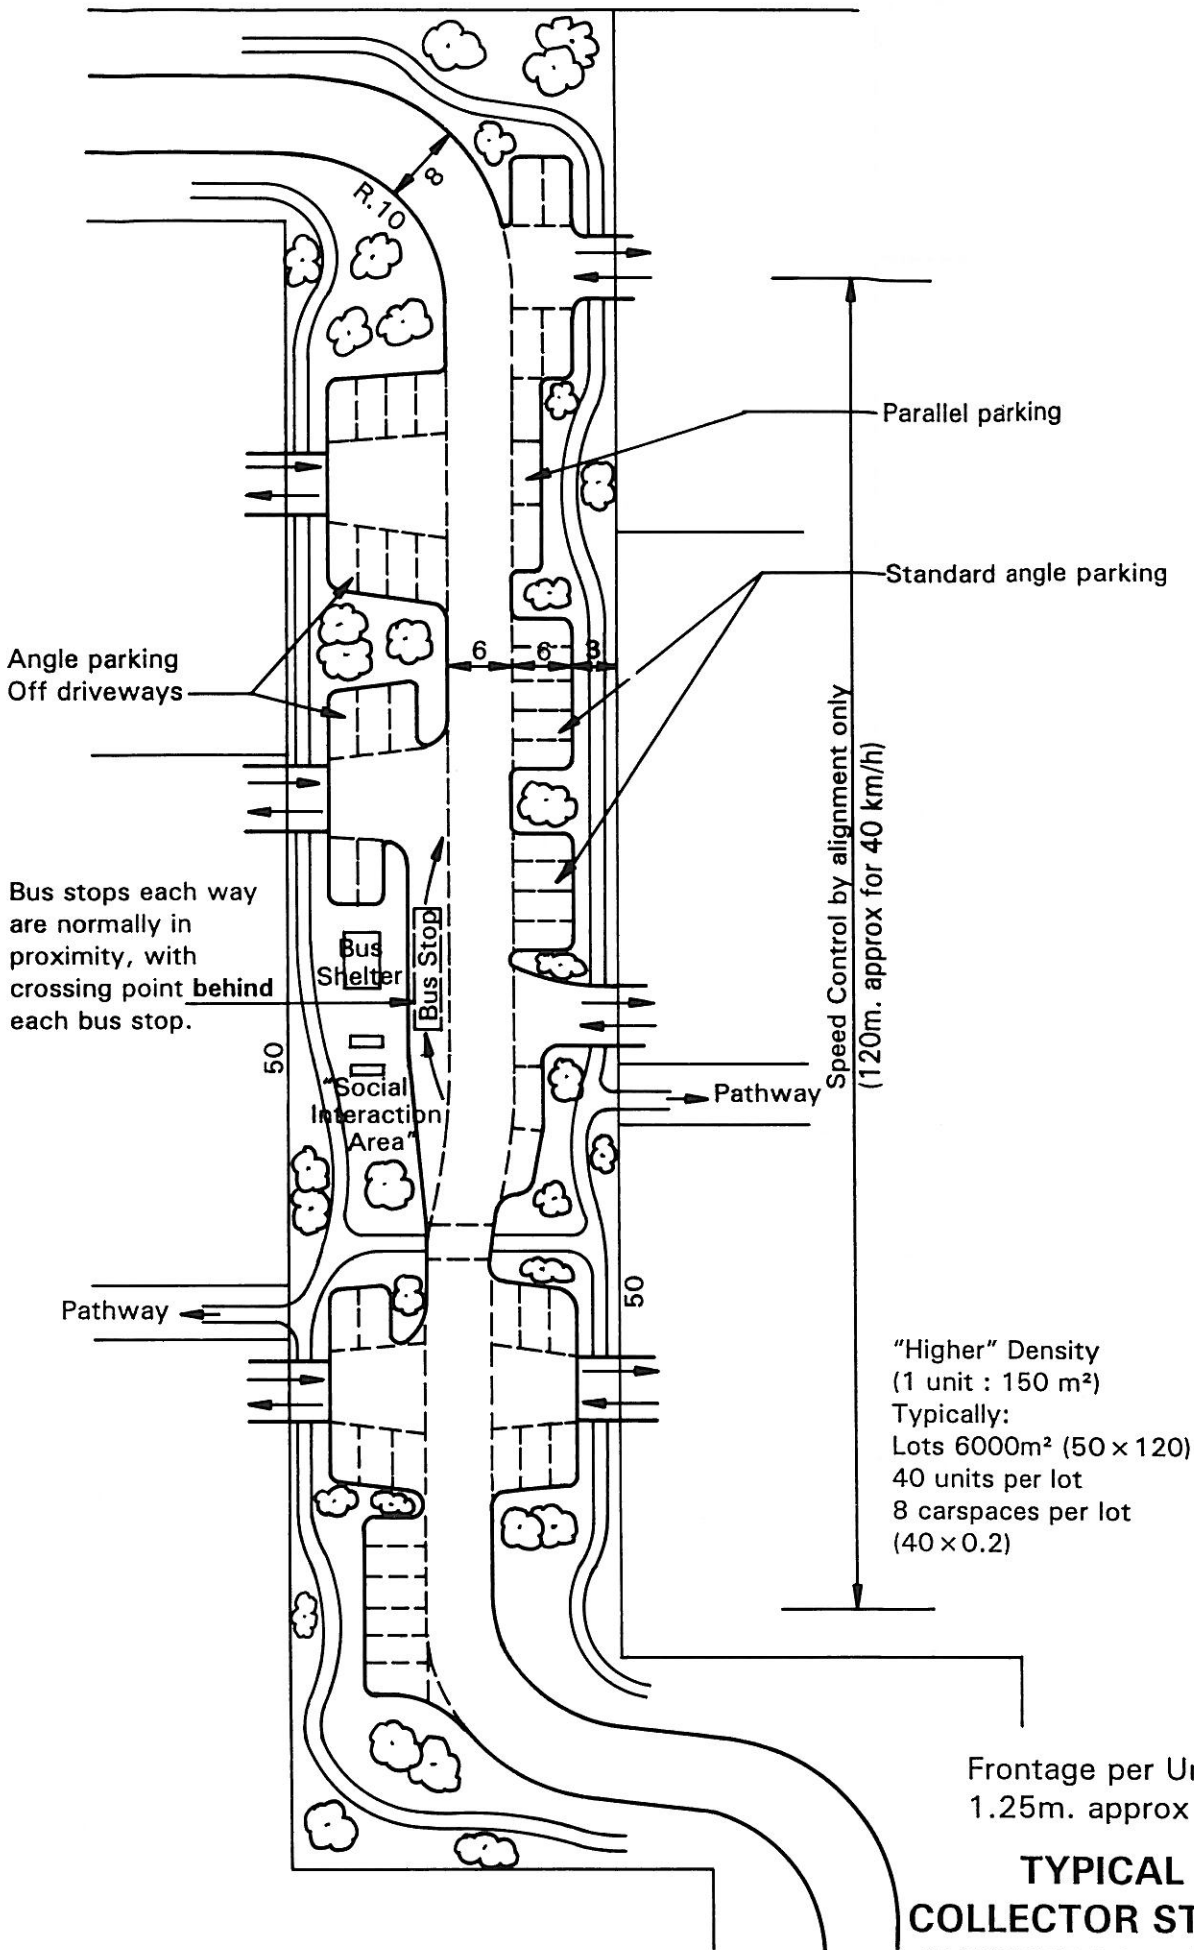 8
R.10
Parallel parking
Standard angle parking
6
6
3
Angle parking
Off driveways
Speed Control by alignment only
(120m. approx for 40 km/h)
Bus stops each way
are normally in
proximity, with
crossing point behind
each bus stop.
Bus
Shelter
Bus Stop
50
"Social
Interaction
Area"
Pathway
Pathway
50
"Higher" Density
(1 unit : 150 m²)
Typically:
Lots 6000m² (50 × 120)
40 units per lot
8 carspaces per lot
(40 × 0.2)
Frontage per
1.25m. approx
TYPICAL
COLLECTOR